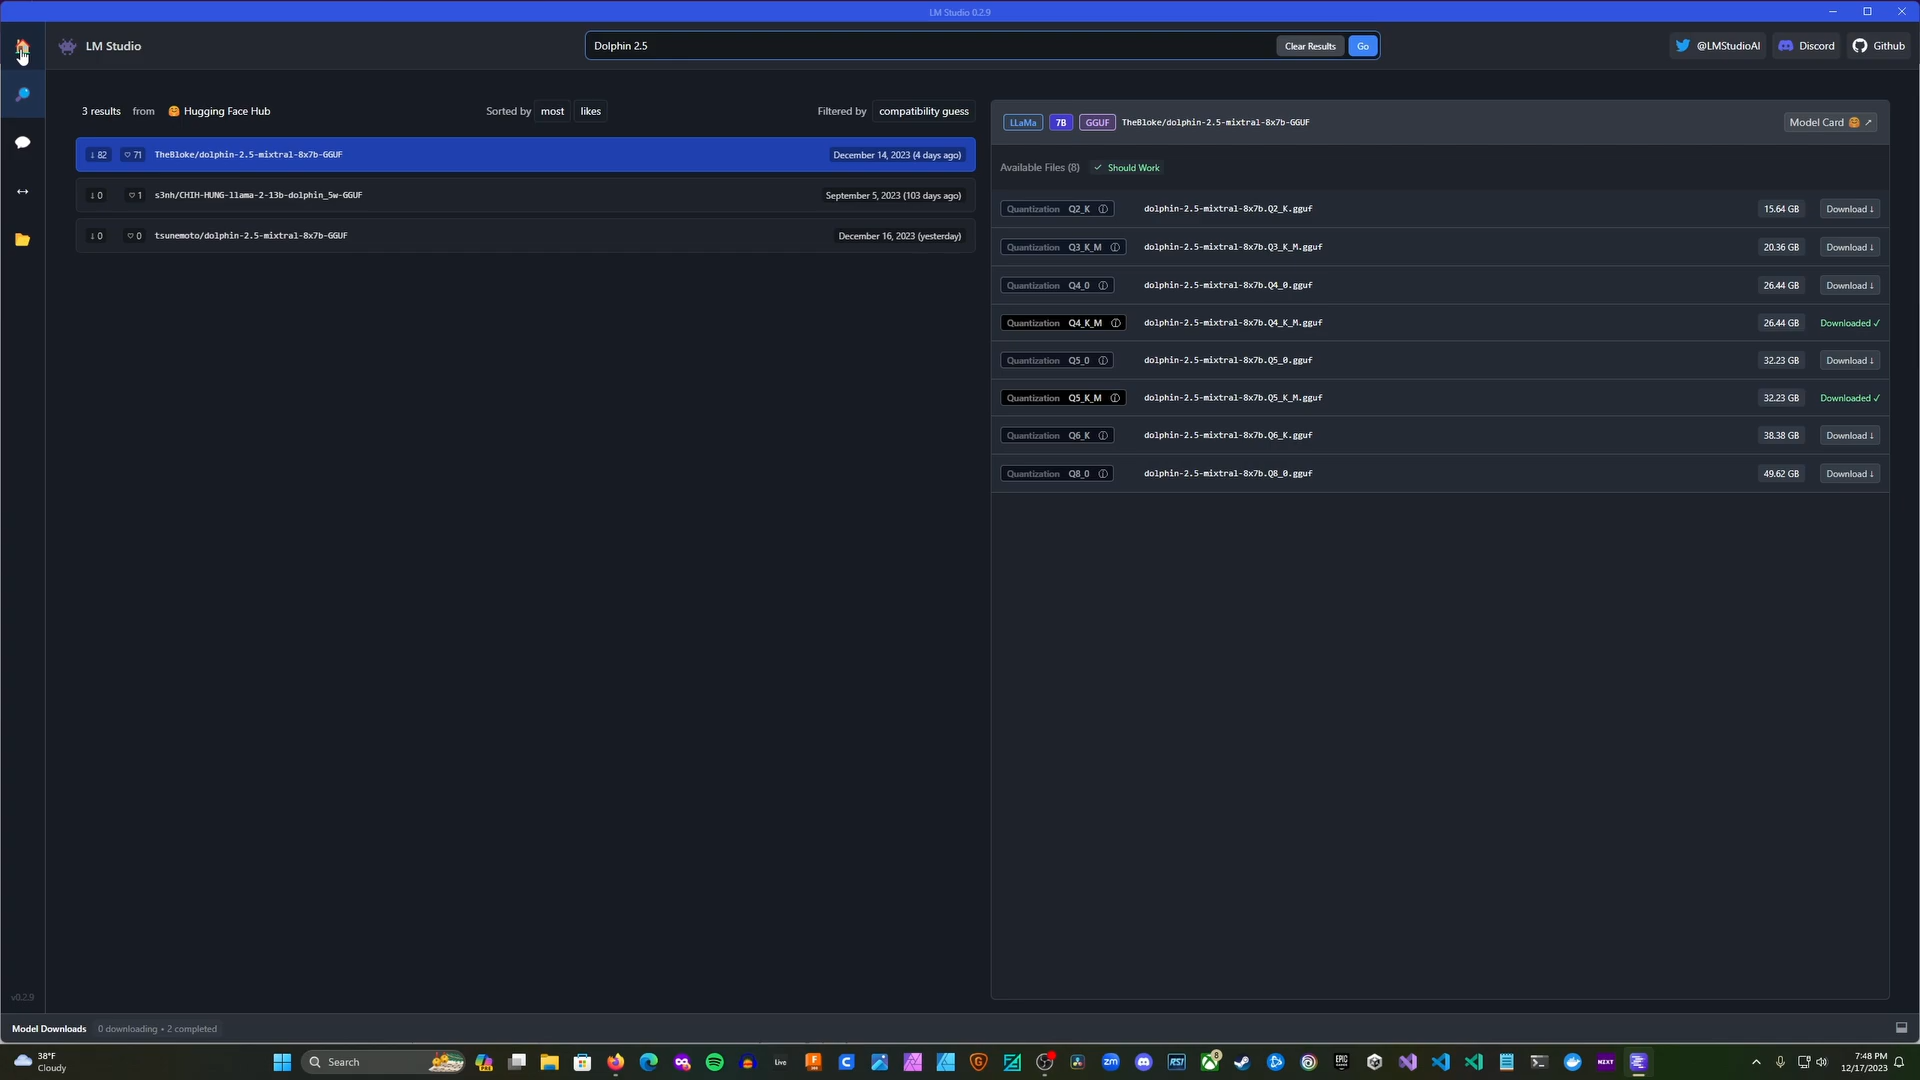 LM Studio 0.2.9
LM Studio
Dolphin 2.5
Clear Results
Go
@LMStudioAI
Discord
Github
3 results from Hugging Face Hub
Sorted by most likes
Filtered by compatibility guess
↓ 82 ♡ 71 TheBloke/dolphin-2.5-mixtral-8x7b-GGUF December 14, 2023 (4 days ago)
↓ 0 ♡ 1 s3nh/CHIH-HUNG-llama-2-13b-dolphin_5w-GGUF September 5, 2023 (103 days ago)
↓ 0 ♡ 0 tsunemoto/dolphin-2.5-mixtral-8x7b-GGUF December 16, 2023 (yesterday)
LLaMa 7B GGUF TheBloke/dolphin-2.5-mixtral-8x7b-GGUF Model Card ↗
Available Files (8) ✓ Should Work
Quantization Q2_K dolphin-2.5-mixtral-8x7b.Q2_K.gguf 15.64 GB Download ↓
Quantization Q3_K_M dolphin-2.5-mixtral-8x7b.Q3_K_M.gguf 20.36 GB Download ↓
Quantization Q4_0 dolphin-2.5-mixtral-8x7b.Q4_0.gguf 26.44 GB Download ↓
Quantization Q4_K_M dolphin-2.5-mixtral-8x7b.Q4_K_M.gguf 26.44 GB Downloaded ✓
Quantization Q5_0 dolphin-2.5-mixtral-8x7b.Q5_0.gguf 32.23 GB Download ↓
Quantization Q5_K_M dolphin-2.5-mixtral-8x7b.Q5_K_M.gguf 32.23 GB Downloaded ✓
Quantization Q6_K dolphin-2.5-mixtral-8x7b.Q6_K.gguf 38.38 GB Download ↓
Quantization Q8_0 dolphin-2.5-mixtral-8x7b.Q8_0.gguf 49.62 GB Download ↓
v0.2.9
Model Downloads 0 downloading • 2 completed
38°F
Cloudy
Search
PRE
Live
zm
RSI
8
EPIC
NZXT
7:48 PM
12/17/2023